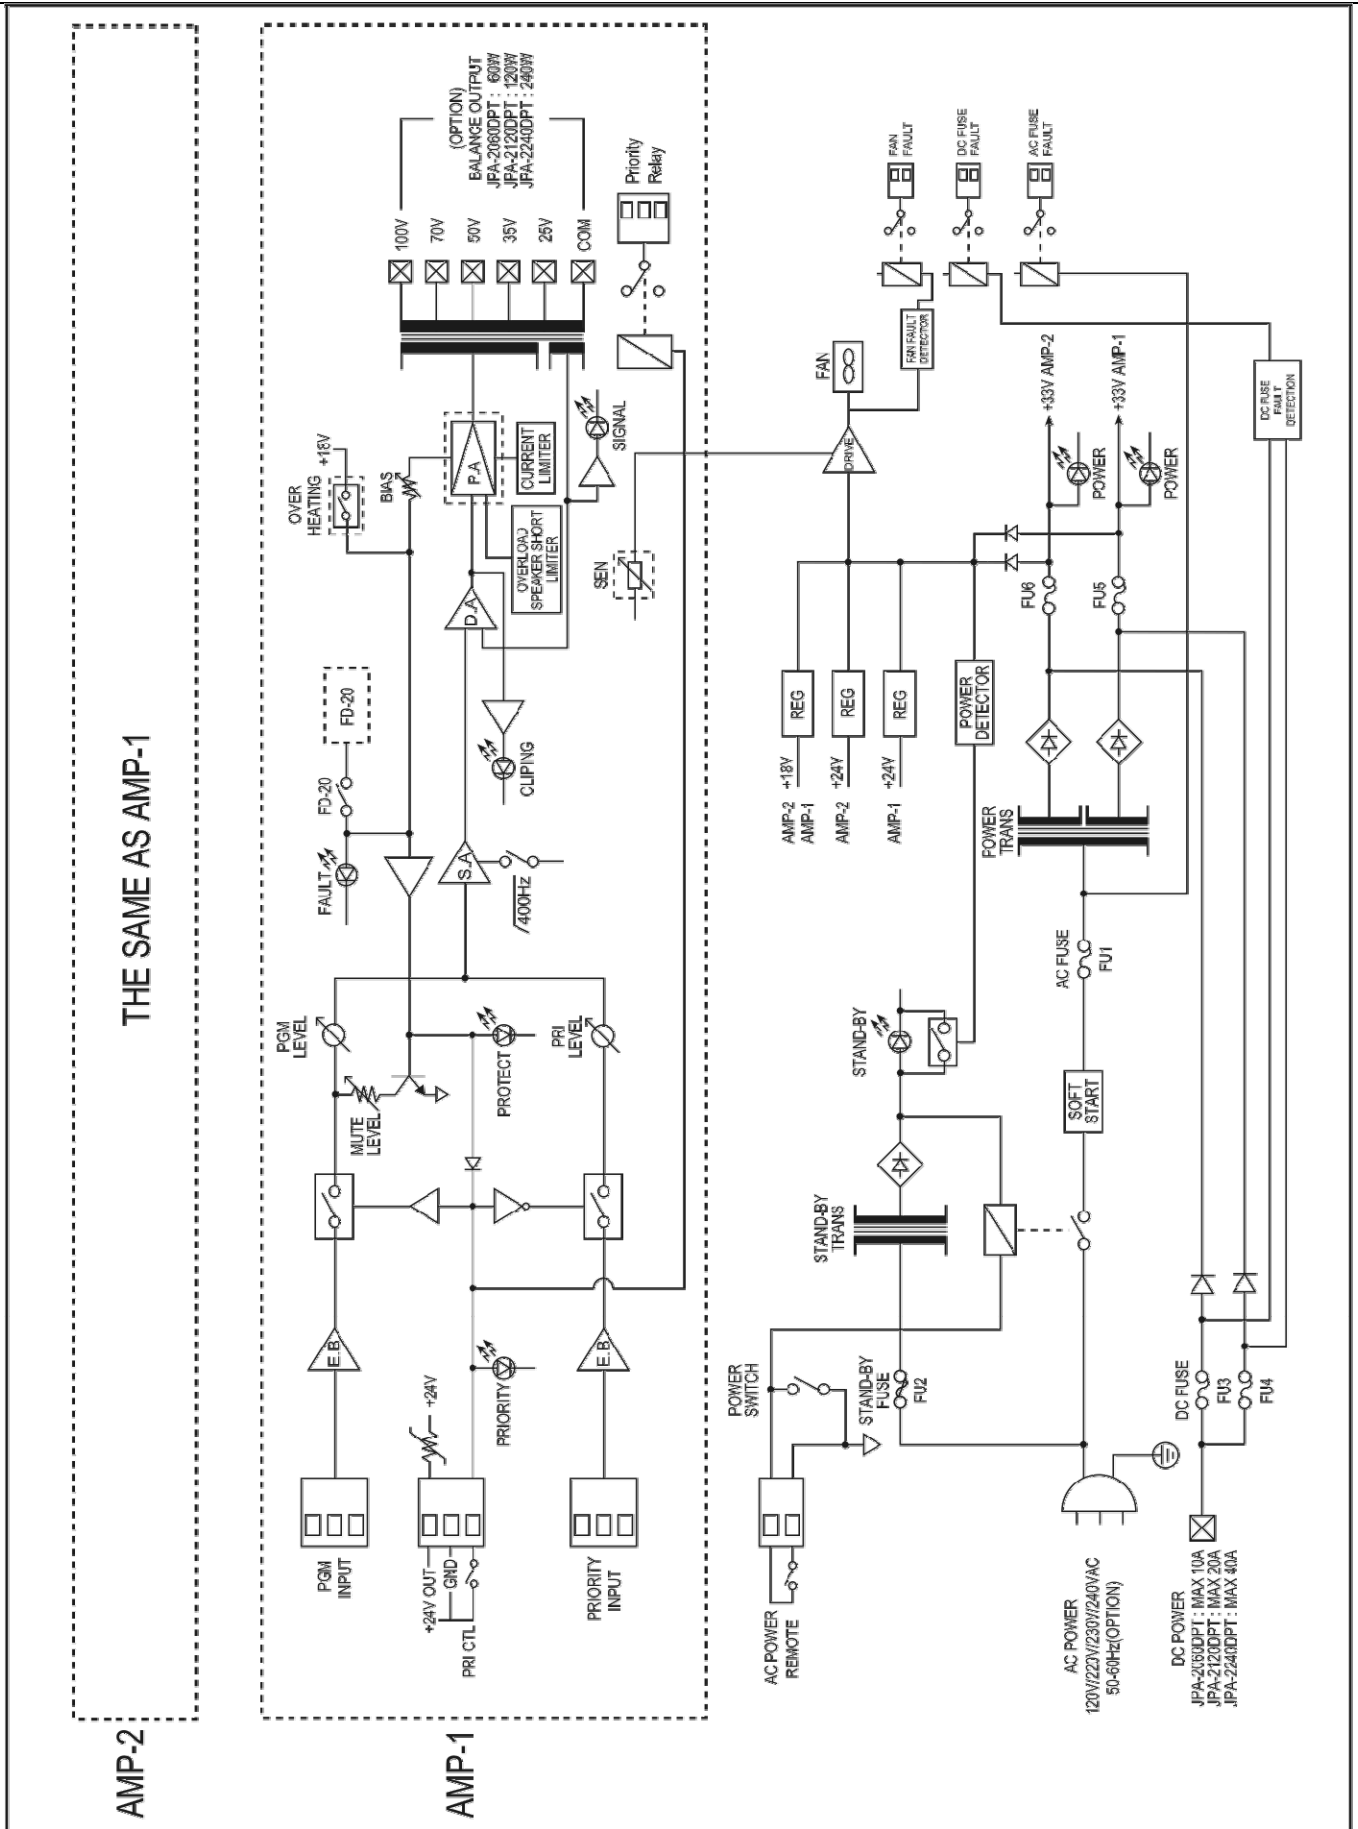 AMP-2
THE SAME AS AMP-1
AMP-1
PGM
INPUT
+24V OUT
GND
PRI CTL
PRIORITY
INPUT
+24V
PRIORITY
E.B
E.B
MUTE
LEVEL
PGM
LEVEL
PROTECT
PRI
LEVEL
FAULT
FD-20
FD-20
S.A
/400Hz
CLIPING
D.A
OVER
HEATING
+18V
BIAS
P.A
CURRENT
LIMITER
OVERLOAD
SPEAKER SHORT
LIMITER
SIGNAL
SEN
100V
70V
50V
35V
25V
COM
(OPTION)
BALANCE OUTPUT
JPA-2060DPT : 60W
JPA-2120DPT : 120W
JPA-2240DPT : 240W
Priority
Relay
AC POWER
REMOTE
POWER
SWITCH
STAND-BY
FUSE
FU2
STAND-BY
TRANS
STAND-BY
AMP-2 +18V
AMP-1
AMP-2 +24V
AMP-1 +24V
REG
REG
REG
POWER
DETECTOR
DRIVE
FAN
FAN FAULT
DETECTOR
FAN
FAULT
DC FUSE
FAULT
AC FUSE
FAULT
AC POWER
120V/220V/230V/240VAC
50-60Hz(OPTION)
SOFT
START
AC FUSE
FU1
POWER
TRANS
FU6
FU5
POWER
POWER
+33V AMP-2
+33V AMP-1
DC POWER
JPA-2060DPT : MAX 10A
JPA-2120DPT : MAX 20A
JPA-2240DPT : MAX 40A
DC FUSE
FU3
FU4
DC FUSE
FAULT
DETECTION